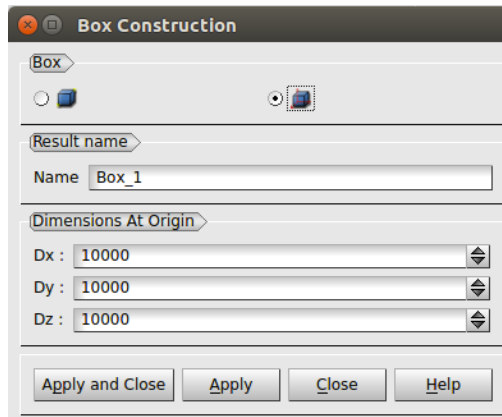 Box Construction
Box
Result name
Name Box_1
Dimensions At Origin
Dx : 10000
Dy : 10000
Dz : 10000
Apply and Close Apply Close Help